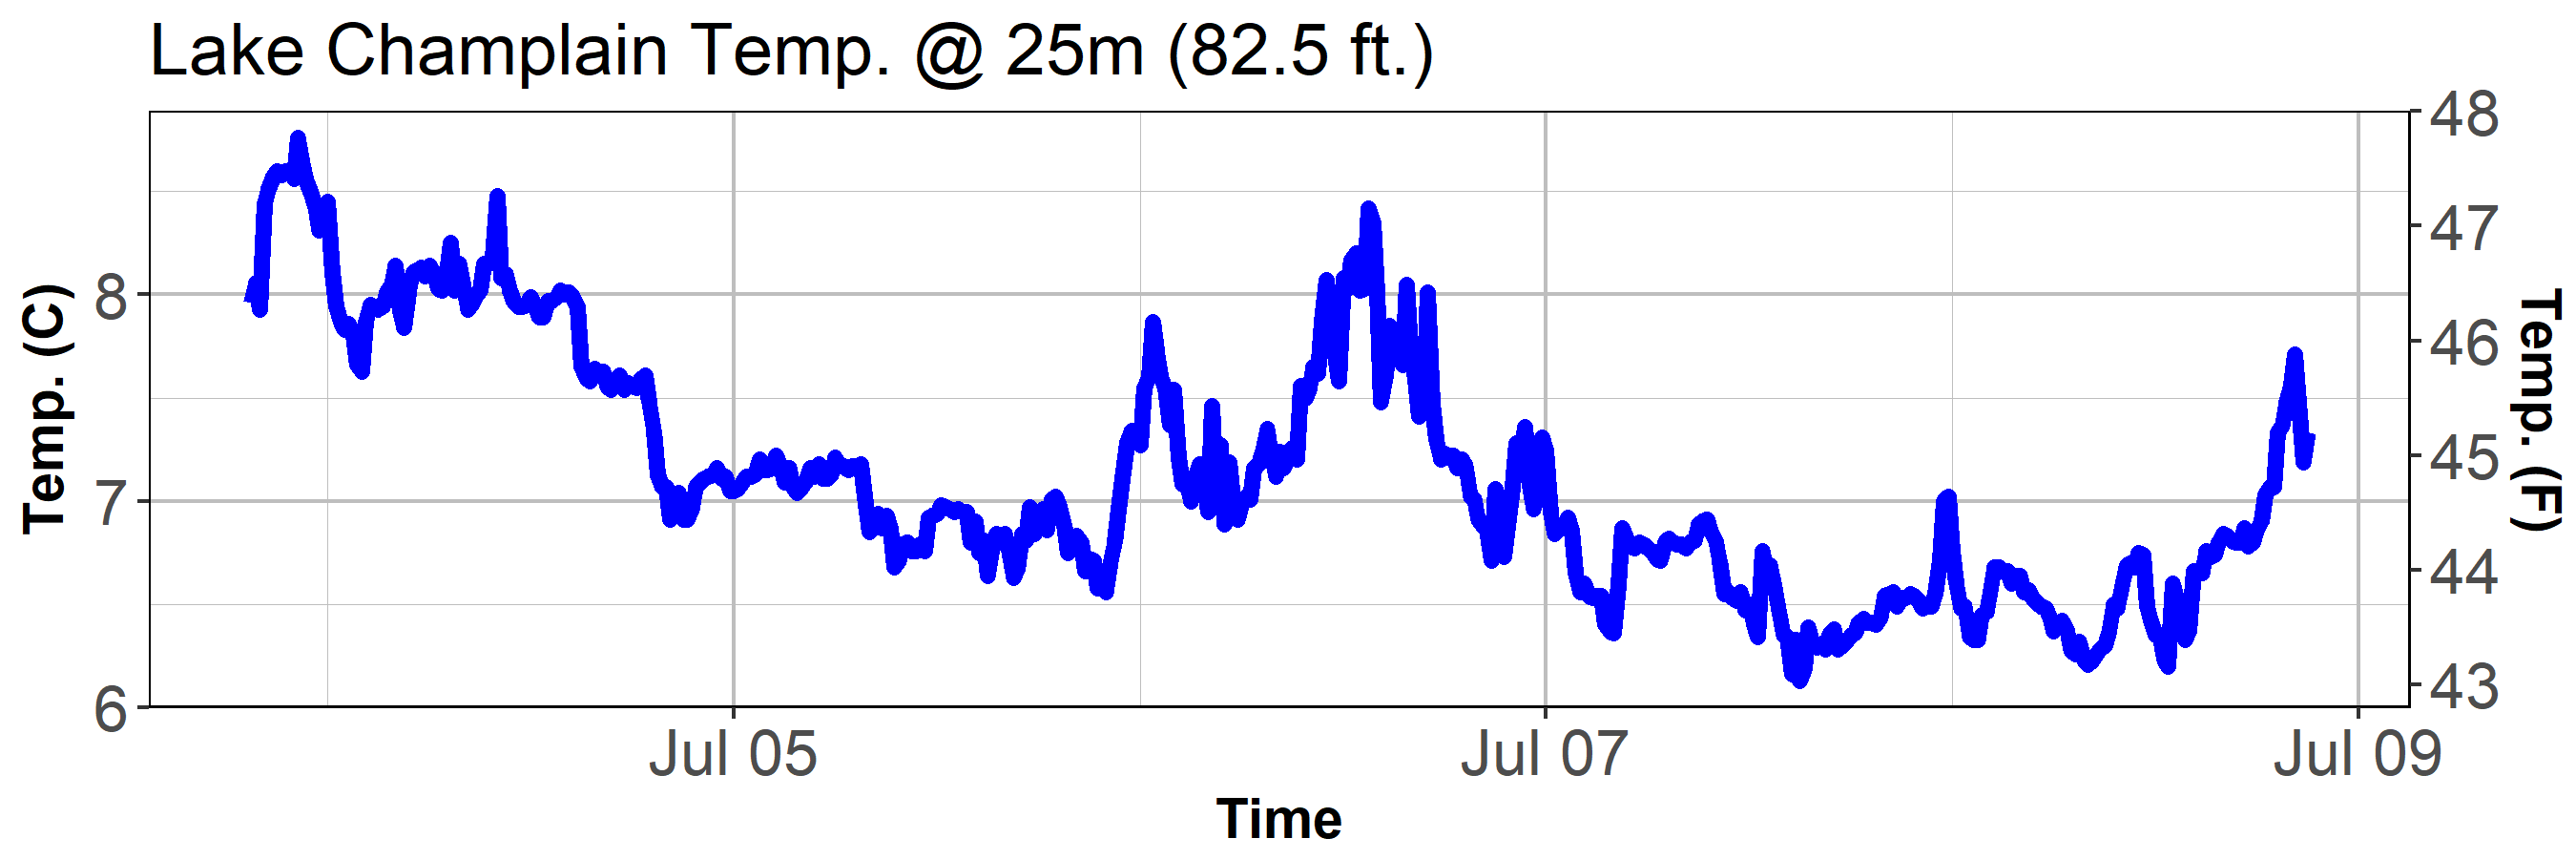 Lake Champlain Temp. @ 25m (82.5 ft.)
Temp. (C)
8
7
6
48
47
46
45
44
43
Temp. (F)
Jul 05 Jul 07 Jul 09
Time